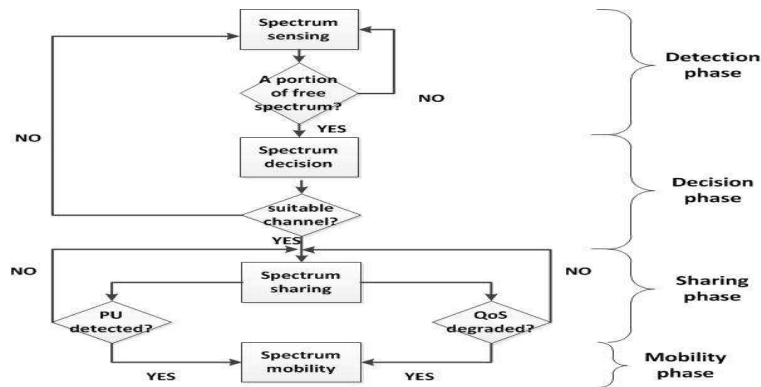 Spectrum
sensing
A portion
of free
spectrum?
NO
YES
Detection
phase
NO
Spectrum
decision
suitable
channel?
YES
Decision
phase
NO
Spectrum
sharing
NO
PU
detected?
QoS
degraded?
Sharing
phase
YES
Spectrum
mobility
YES
Mobility
phase